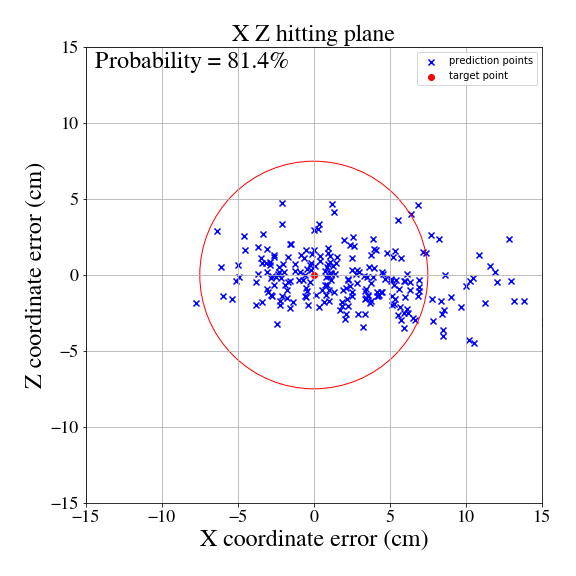 X Z hitting plane
Probability = 81.4%
prediction points
target point
15
10
5
0
−5
−10
−15
Z coordinate error (cm)
−15
−10
−5
0
5
10
15
X coordinate error (cm)